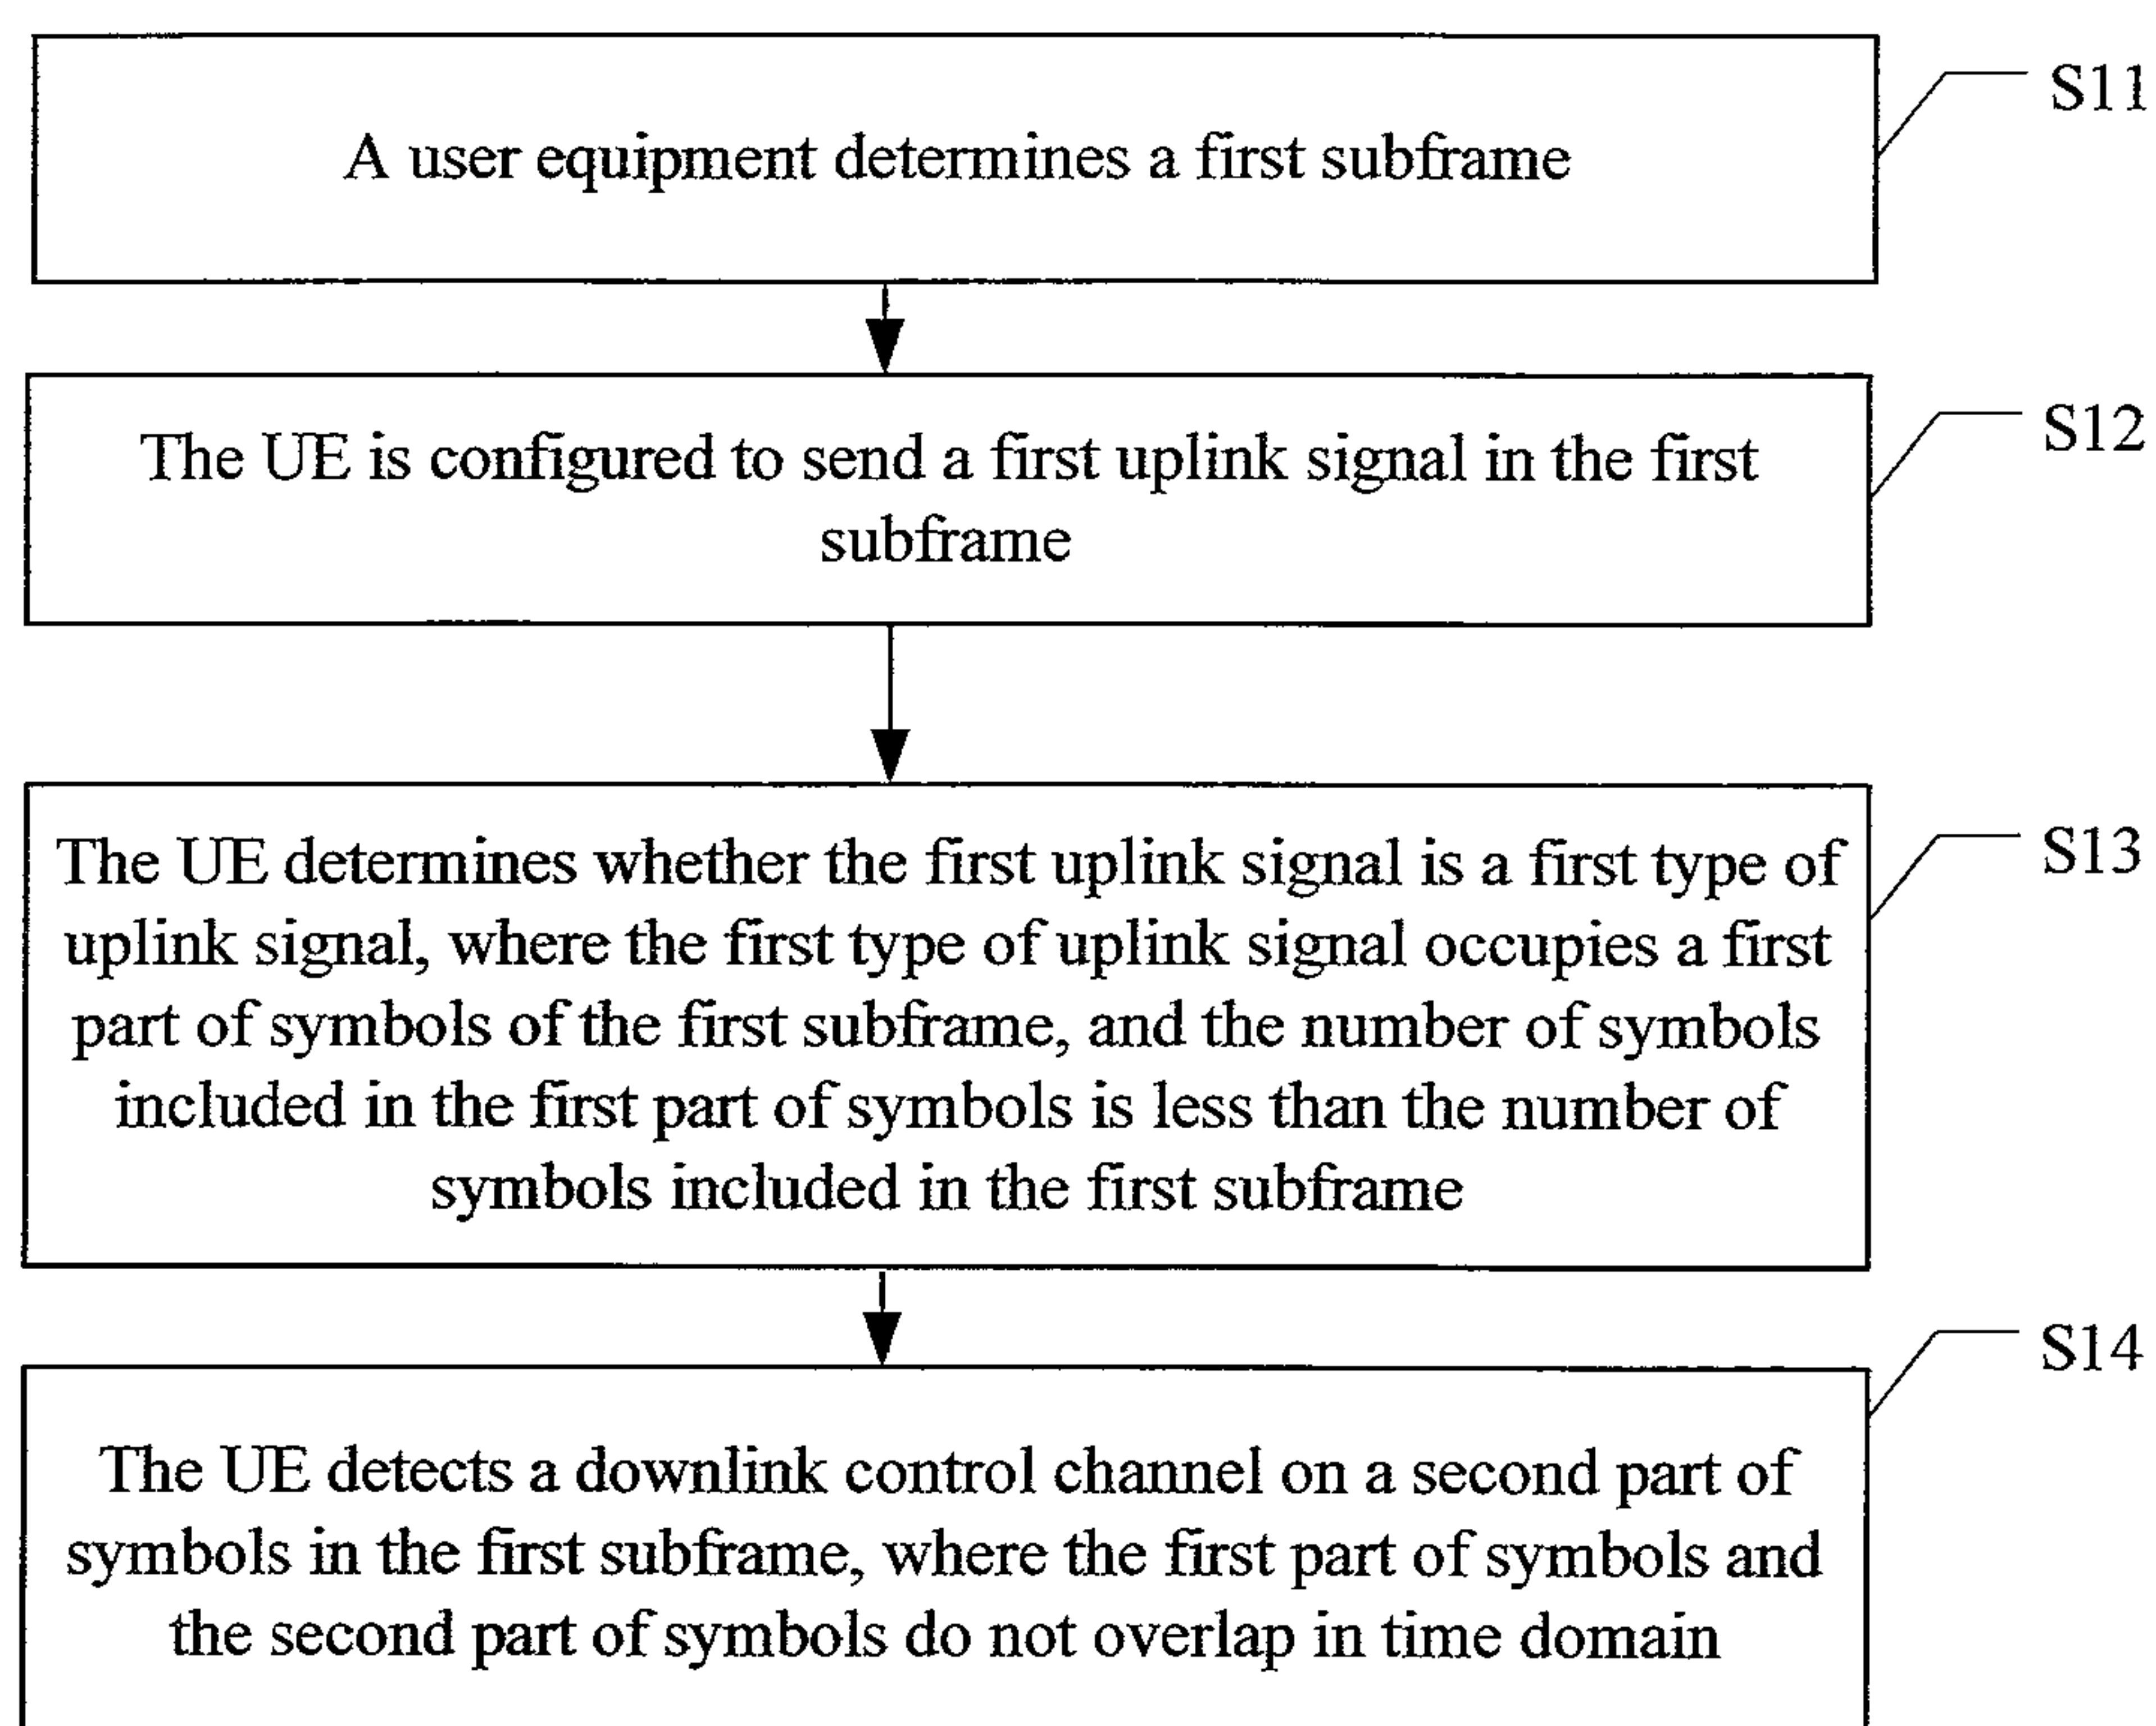 S11
A user equipment determines a first subframe
S12
The UE is configured to send a first uplink signal in the first
subframe
S13
The UE determines whether the first uplink signal is a first type of
uplink signal, where the first type of uplink signal occupies a first
part of symbols of the first subframe, and the number of symbols
included in the first part of symbols is less than the number of
symbols included in the first subframe
S14
The UE detects a downlink control channel on a second part of
symbols in the first subframe, where the first part of symbols and
the second part of symbols do not overlap in time domain